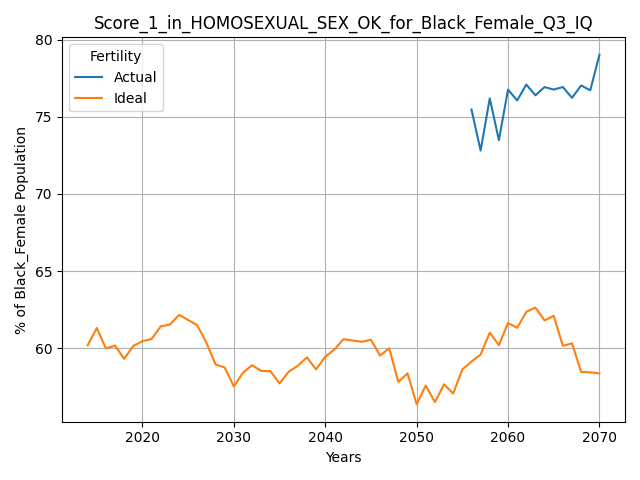 Score_1_in_HOMOSEXUAL_SEX_OK_for_Black_Female_Q3_IQ
Fertility
Actual
Ideal
% of Black_Female Population
80
75
70
65
60
2020 2030 2040 2050 2060 2070
Years